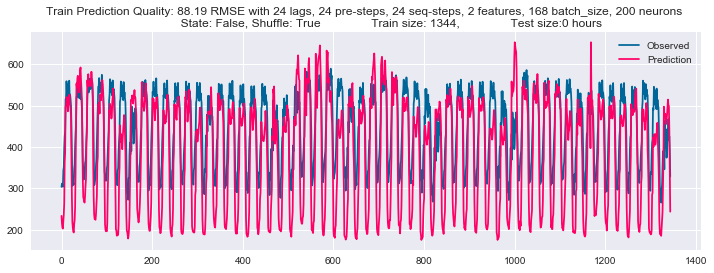 Train Prediction Quality: 88.19 RMSE with 24 lags, 24 pre-steps, 24 seq-steps, 2 features, 168 batch_size, 200 neurons
State: False, Shuffle: True Train size: 1344, Test size:0 hours
Observed
Prediction
600
500
400
300
200
0 200 400 600 800 1000 1200 1400